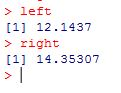 > left
[1] 12.1437
> right
[1] 14.35307
>